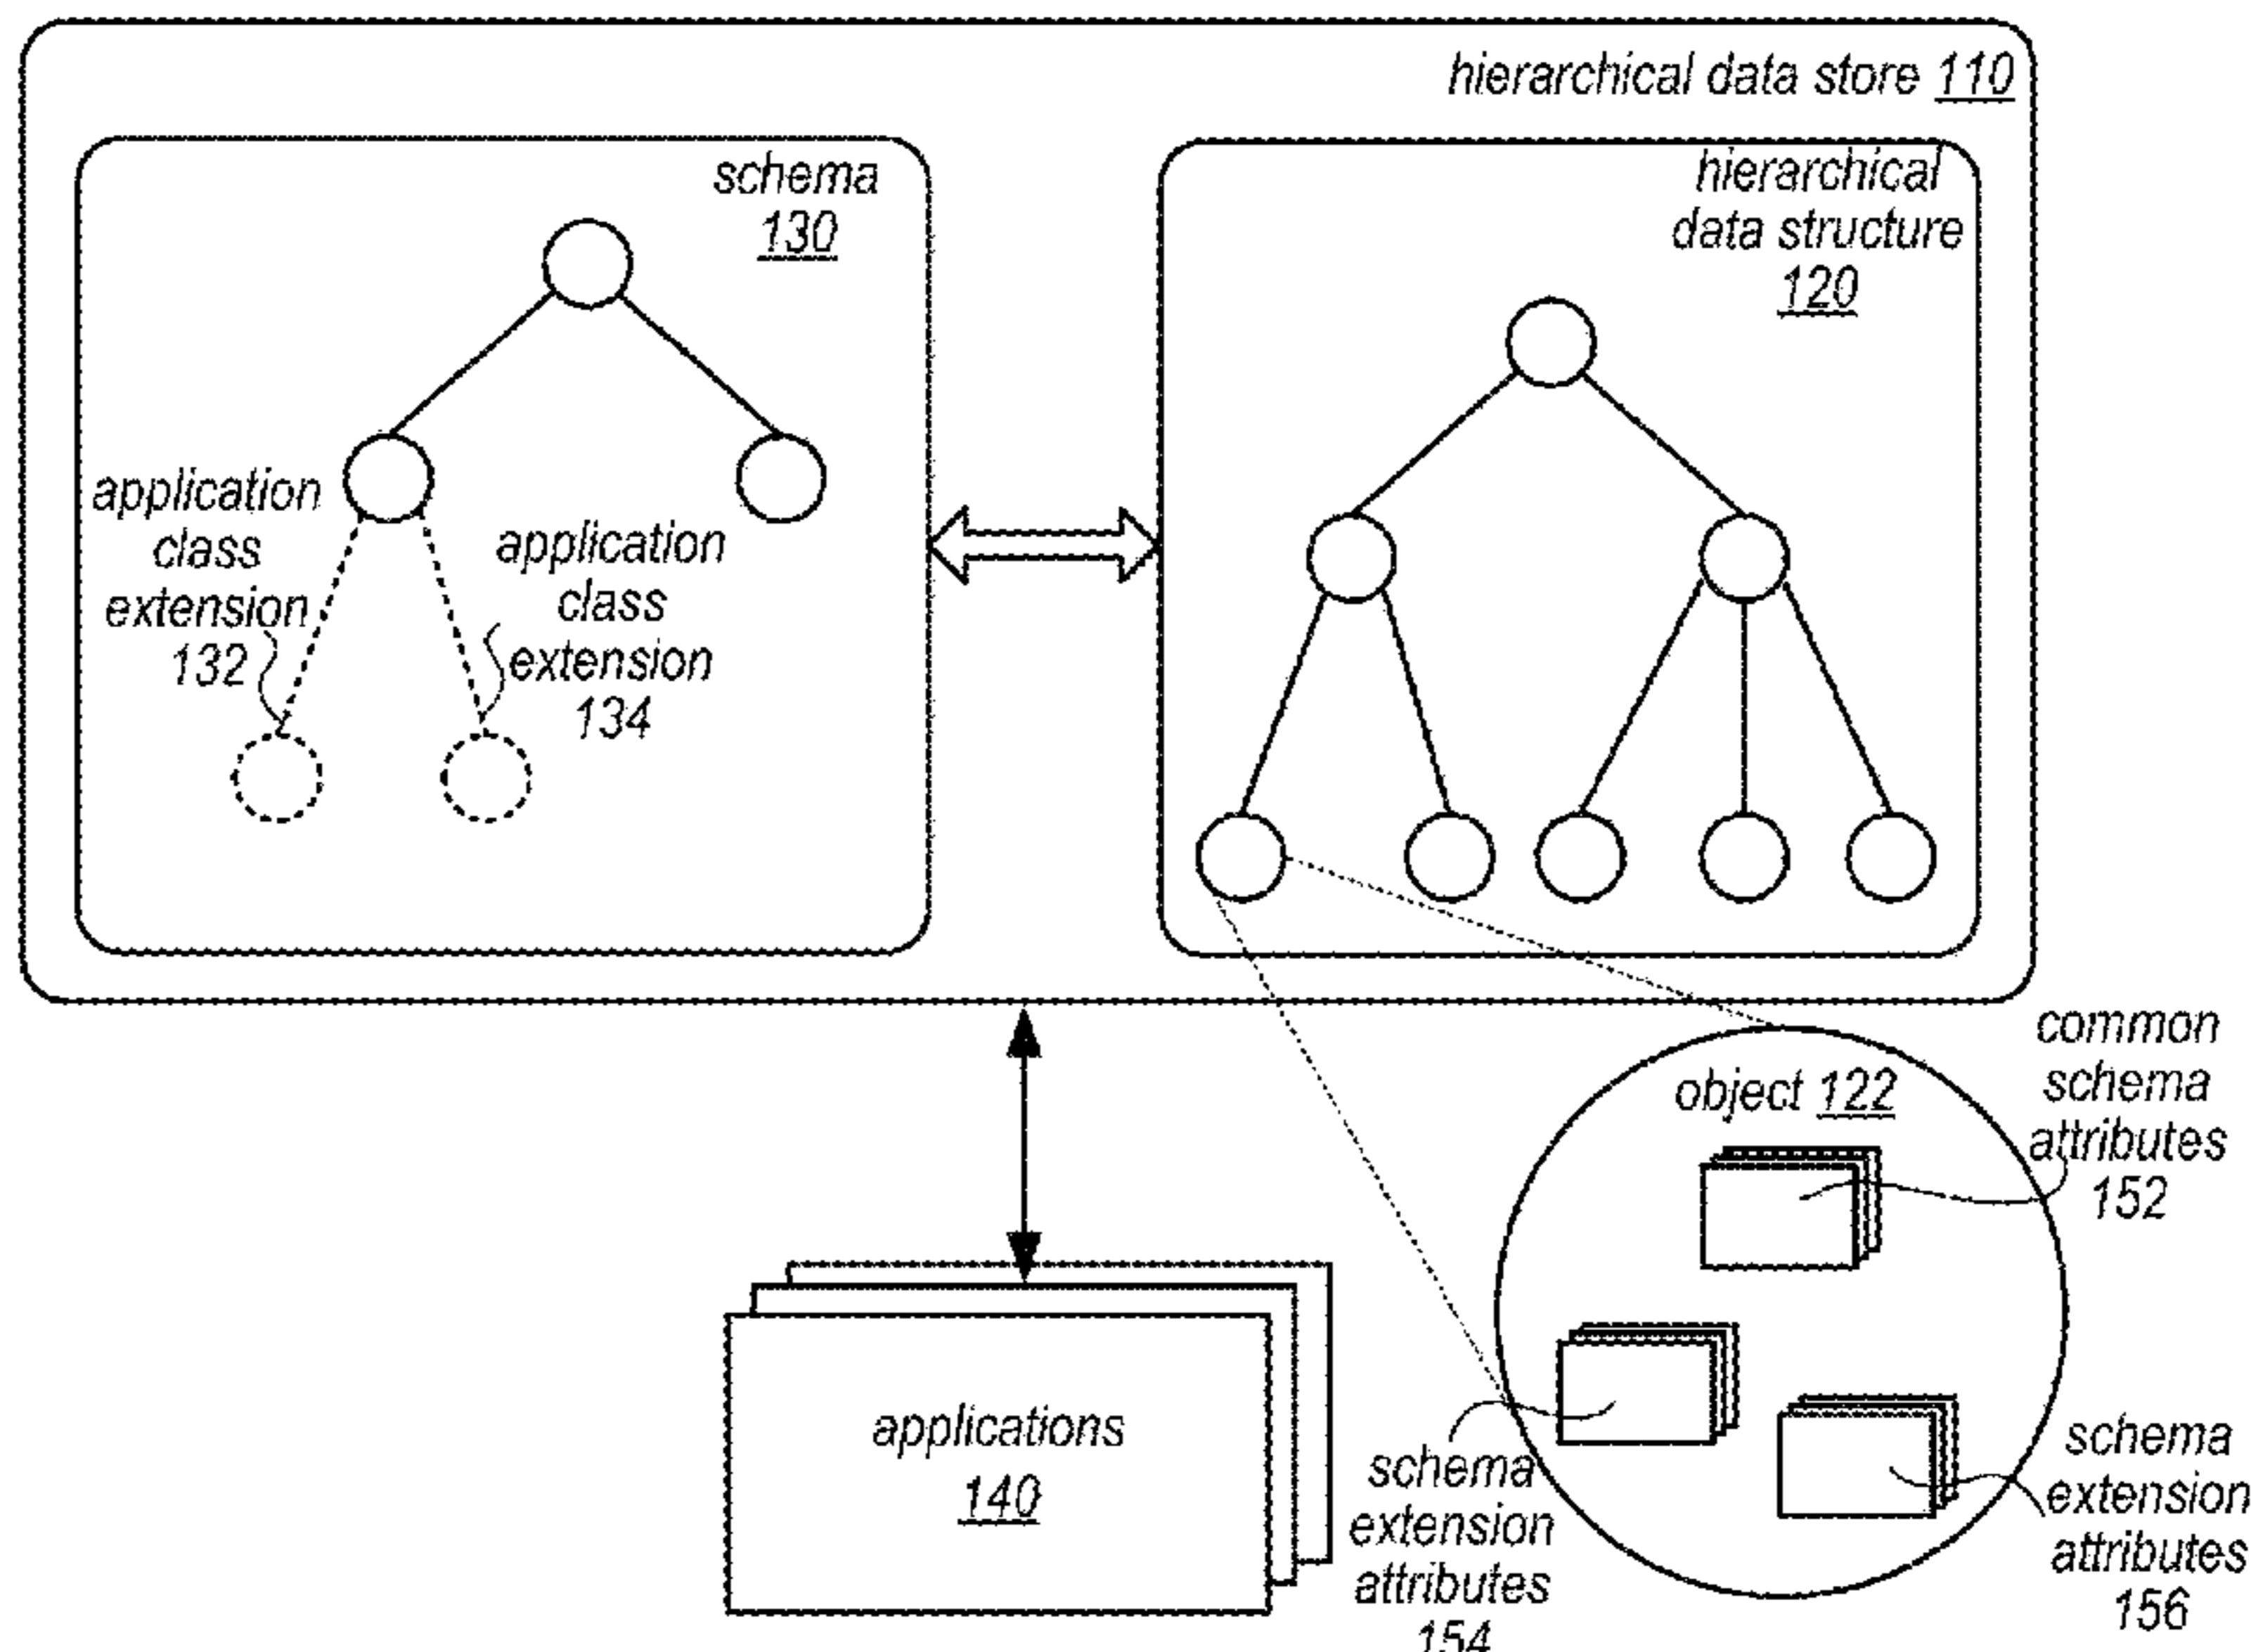 hierarchical data store 110
schema
130
hierarchical
data structure
120
application
class
extension
132
application
class
extension
134
object 122
common
schema
attributes
152
applications
140
schema
extension
attributes
154
schema
extension
attributes
156